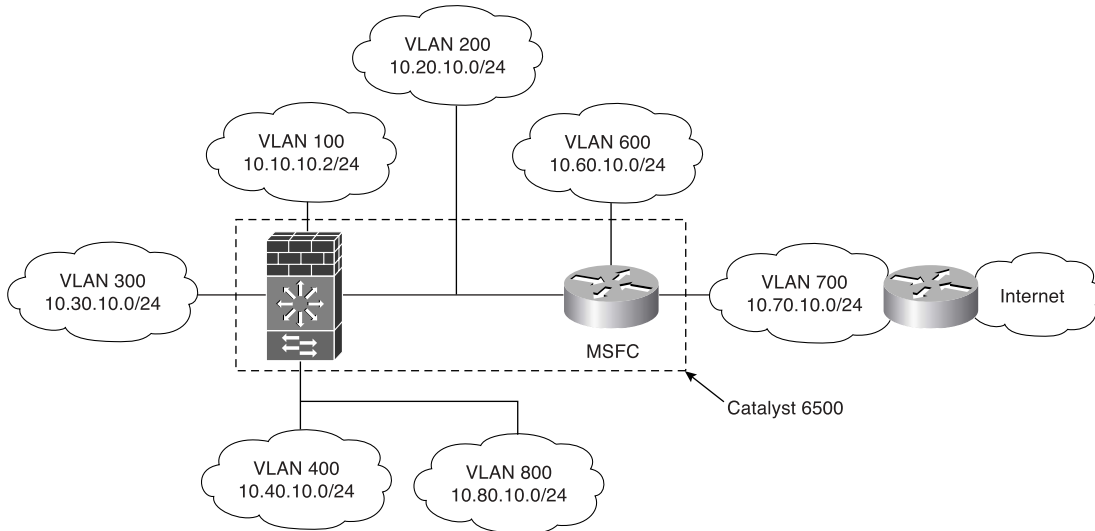 VLAN 200
10.20.10.0/24
VLAN 100
10.10.10.2/24
VLAN 600
10.60.10.0/24
VLAN 300
10.30.10.0/24
VLAN 700
10.70.10.0/24
Internet
MSFC
Catalyst 6500
VLAN 400
10.40.10.0/24
VLAN 800
10.80.10.0/24